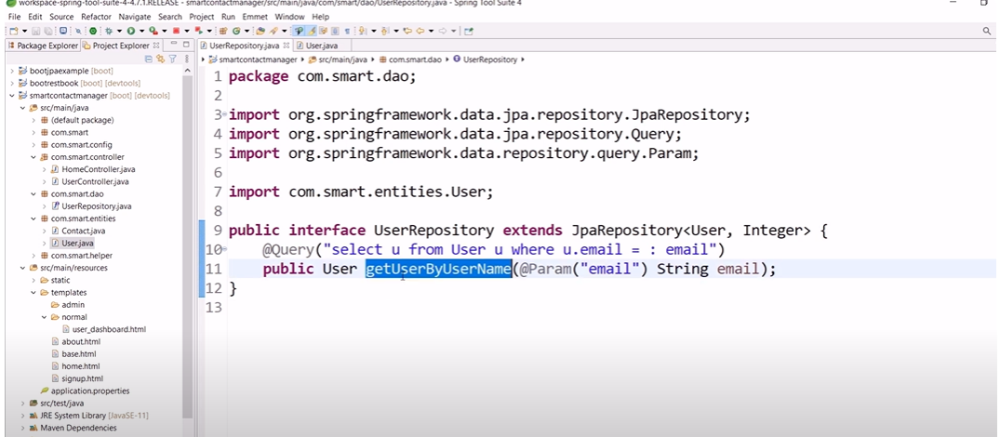 workspace-spring-tool-suite-4-4.7.1.RELEASE - smartcontactmanager/src/main/java/com/smart/dao/UserRepository.java - Spring Tool Suite 4
File Edit Source Refactor Navigate Search Project Run Emmet Window Help
Package Explorer Project Explorer
UserRepository.java User.java
smartcontactmanager src/main/java com.smart.dao UserRepository
bootjpaexample [boot]
bootrestbook [boot] [devtools]
smartcontactmanager [boot] [devtools]
src/main/java
(default package)
com.smart
com.smart.config
com.smart.controller
HomeController.java
UserController.java
com.smart.dao
UserRepository.java
com.smart.entities
Contact.java
User.java
com.smart.helper
src/main/resources
static
templates
admin
normal
user_dashboard.html
about.html
base.html
home.html
signup.html
application.properties
src/test/java
JRE System Library [JavaSE-11]
Maven Dependencies
1 package com.smart.dao;
2
3 import org.springframework.data.jpa.repository.JpaRepository;
4 import org.springframework.data.jpa.repository.Query;
5 import org.springframework.data.repository.query.Param;
6
7 import com.smart.entities.User;
8
9 public interface UserRepository extends JpaRepository<User, Integer> {
10 @Query("select u from User u where u.email = : email")
11 public User getUserByUserName(@Param("email") String email);
12 }
13